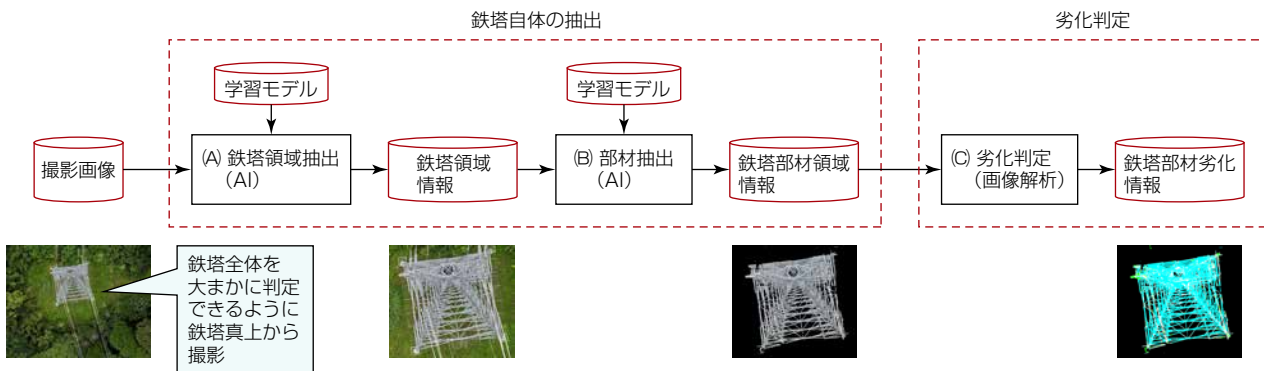 鉄塔自体の抽出
劣化判定
学習モデル
学習モデル
撮影画像
(A) 鉄塔領域抽出
(AI)
鉄塔領域
情報
(B) 部材抽出
(AI)
鉄塔部材領域
情報
(C) 劣化判定
(画像解析)
鉄塔部材劣化
情報
鉄塔全体を
大まかに判定
できるように
鉄塔真上から
撮影